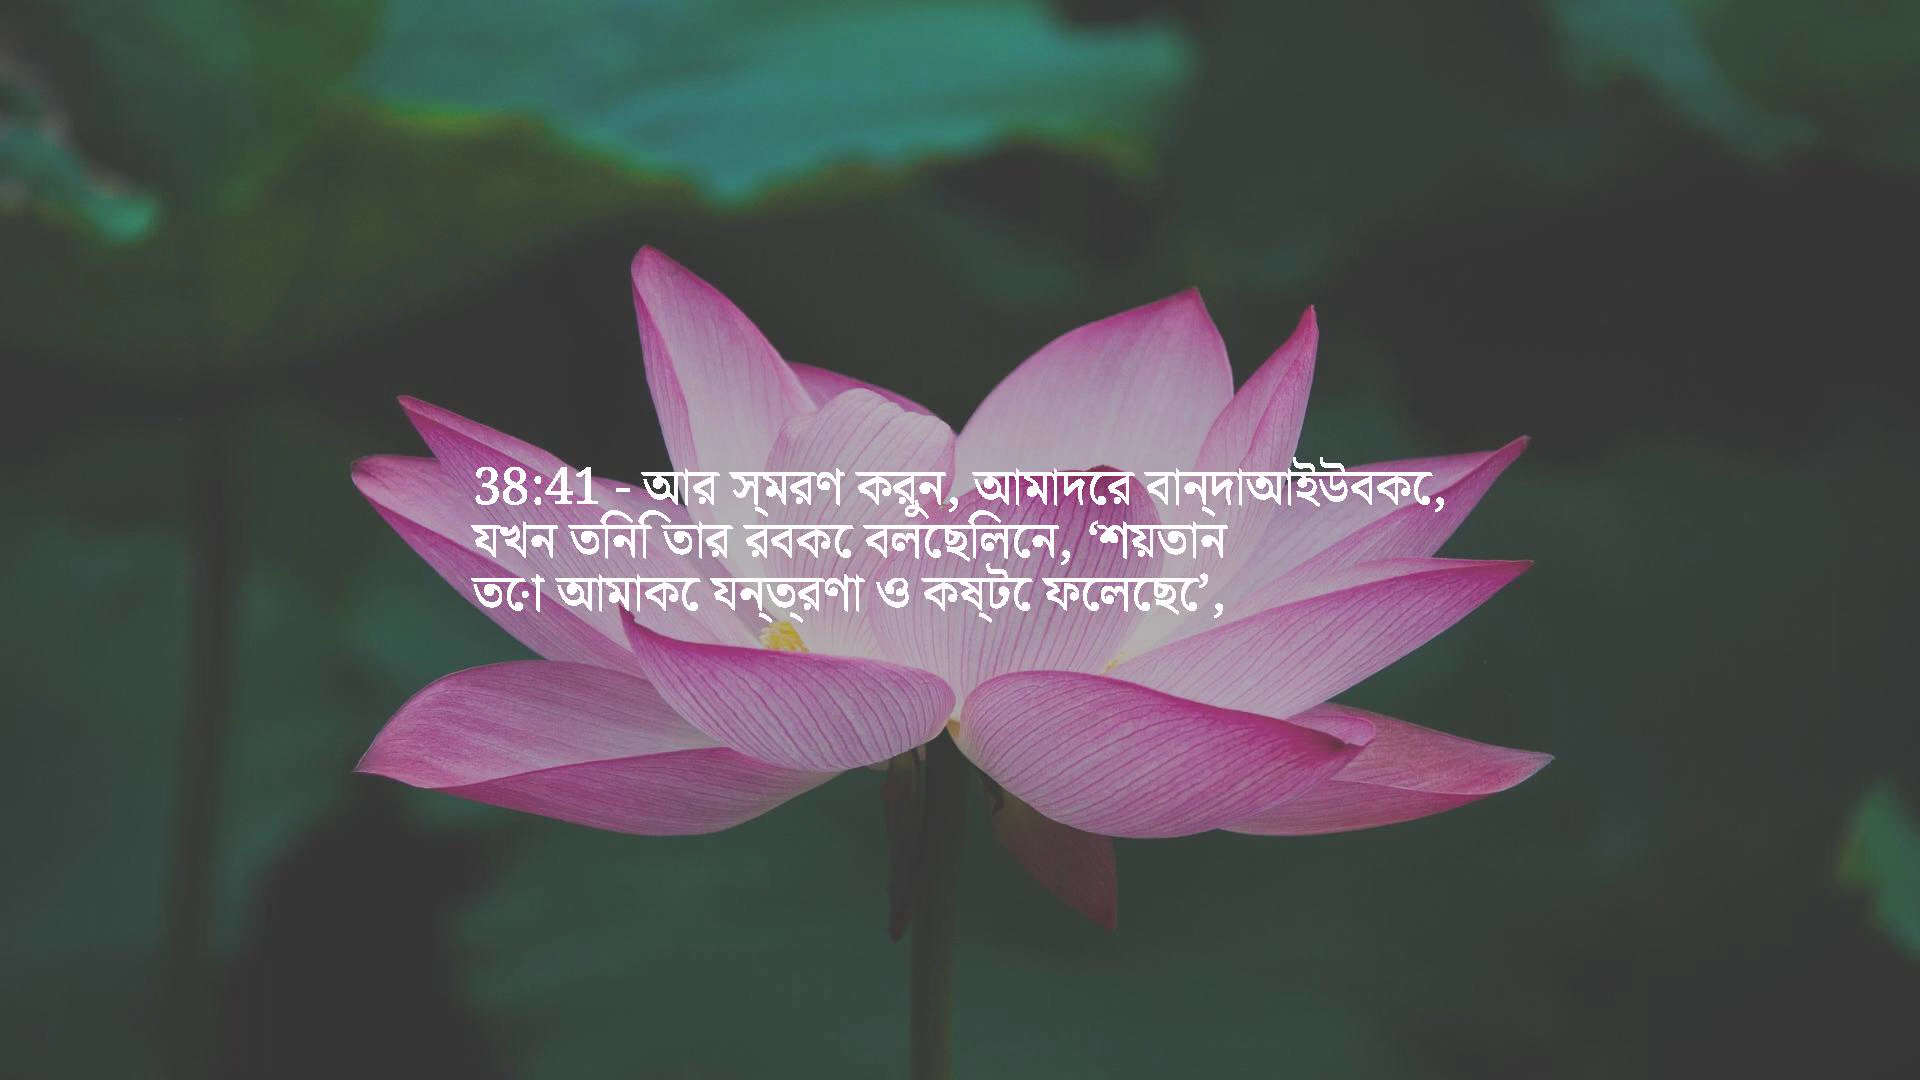 38:41 - আর স্মরণ করুন, আমাদের বান্দাআইউবকে,
যখন তিনি তার রবকে বলেছিলেন, ‘শয়তান
তো আমাকে যন্ত্রণা ও কষ্টে ফেলেছে’,